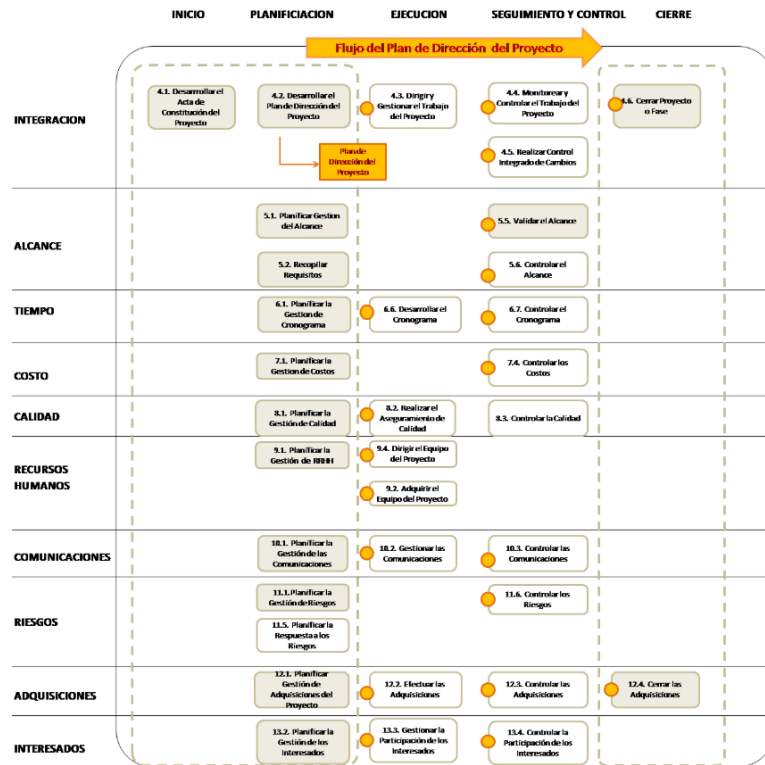 INICIO PLANIFICIACION EJECUCION SEGUIMIENTO Y CONTROL CIERRE
Flujo del Plan de Dirección del Proyecto
INTEGRACION
4.1. Desarrollar el
Acta de
Constitución del
Proyecto
4.2. Desarrollar el
Plan de Dirección del
Proyecto
4.3. Dirigir y
Gestionar el Trabajo
del Proyecto
4.4. Monitorear y
Controlar el Trabajo del
Proyecto
4.6. Cerrar Proyecto
o Fase
Plan de
Dirección del
Proyecto
4.5. Realizar Control
Integrado de Cambios
ALCANCE
5.1. Planificar Gestion
del Alcance
5.5. Validar el Alcance
5.2. Recopilar
Requisitos
5.6. Controlar el
Alcance
TIEMPO
6.1. Planificar la
Gestion de
Cronograma
6.6. Desarrollar el
Cronograma
6.7. Controlar el
Cronograma
COSTO
7.1. Planificar la
Gestion de Costos
7.4. Controlar los
Costos
CALIDAD
8.1. Planificar la
Gestión de Calidad
8.2. Realizar el
Aseguramiento de
Calidad
8.3. Controlar la Calidad
RECURSOS
HUMANOS
9.1. Planificar la
Gestión de RRHH
9.4. Dirigir el Equipo
del Proyecto
9.2. Adquirir el
Equipo del Proyecto
COMUNICACIONES
10.1. Planificar la
Gestión de las
Comunicaciones
10.2. Gestionar las
Comunicaciones
10.3. Controlar las
Comunicaciones
RIESGOS
11.1.Planificar la
Gestión de Riesgos
11.6. Controlar los
Riesgos
11.5. Planificar la
Respuesta a los
Riesgos
ADQUISICIONES
12.1. Planificar
Gestión de
Adquisiciones del
Proyecto
12.2. Efectuar las
Adquisiciones
12.3. Controlar las
Adquisiciones
12.4. Cerrar las
Adquisiciones
INTERESADOS
13.2. Planificar la
Gestión de los
Interesados
13.3. Gestionar la
Participación de los
Interesados
13.4. Controlar la
Participación de los
Interesados